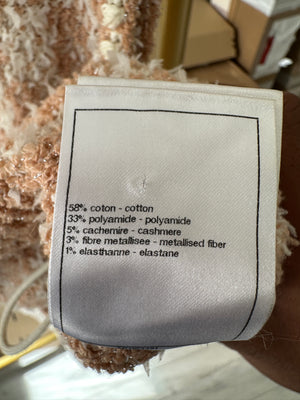 58% coton - cotton
33% polyamide - polyamide
5% cachemire - cashmere
3% fibre metallisee - metallised fiber
1% elasthanne - elastane